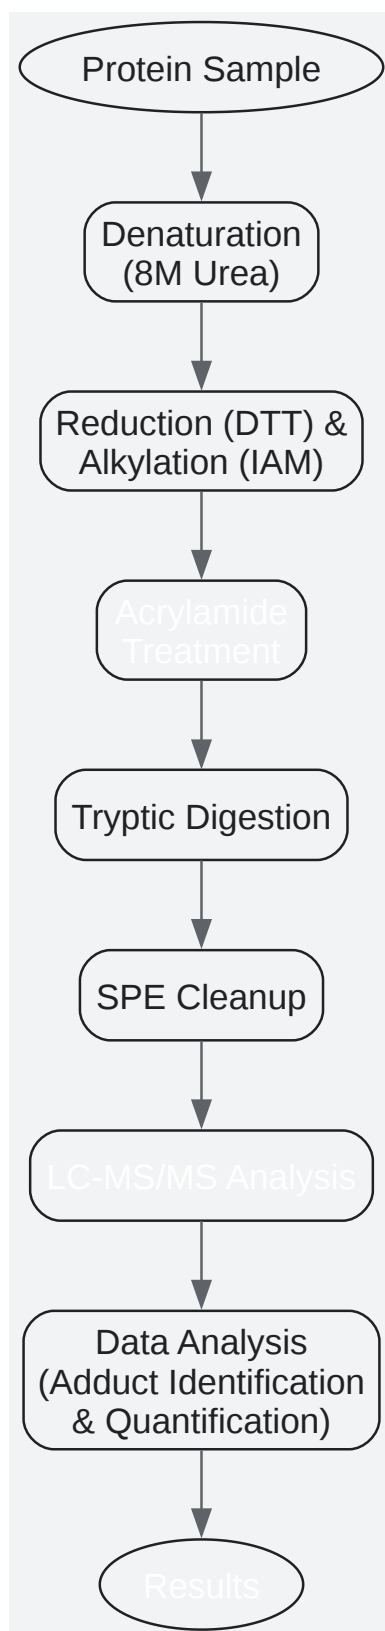 Protein Sample
Denaturation
(8M Urea)
Reduction (DTT) &
Alkylation (IAM)
Acrylamide
Treatment
Tryptic Digestion
SPE Cleanup
LC-MS/MS Analysis
Data Analysis
(Adduct Identification
& Quantification)
Results